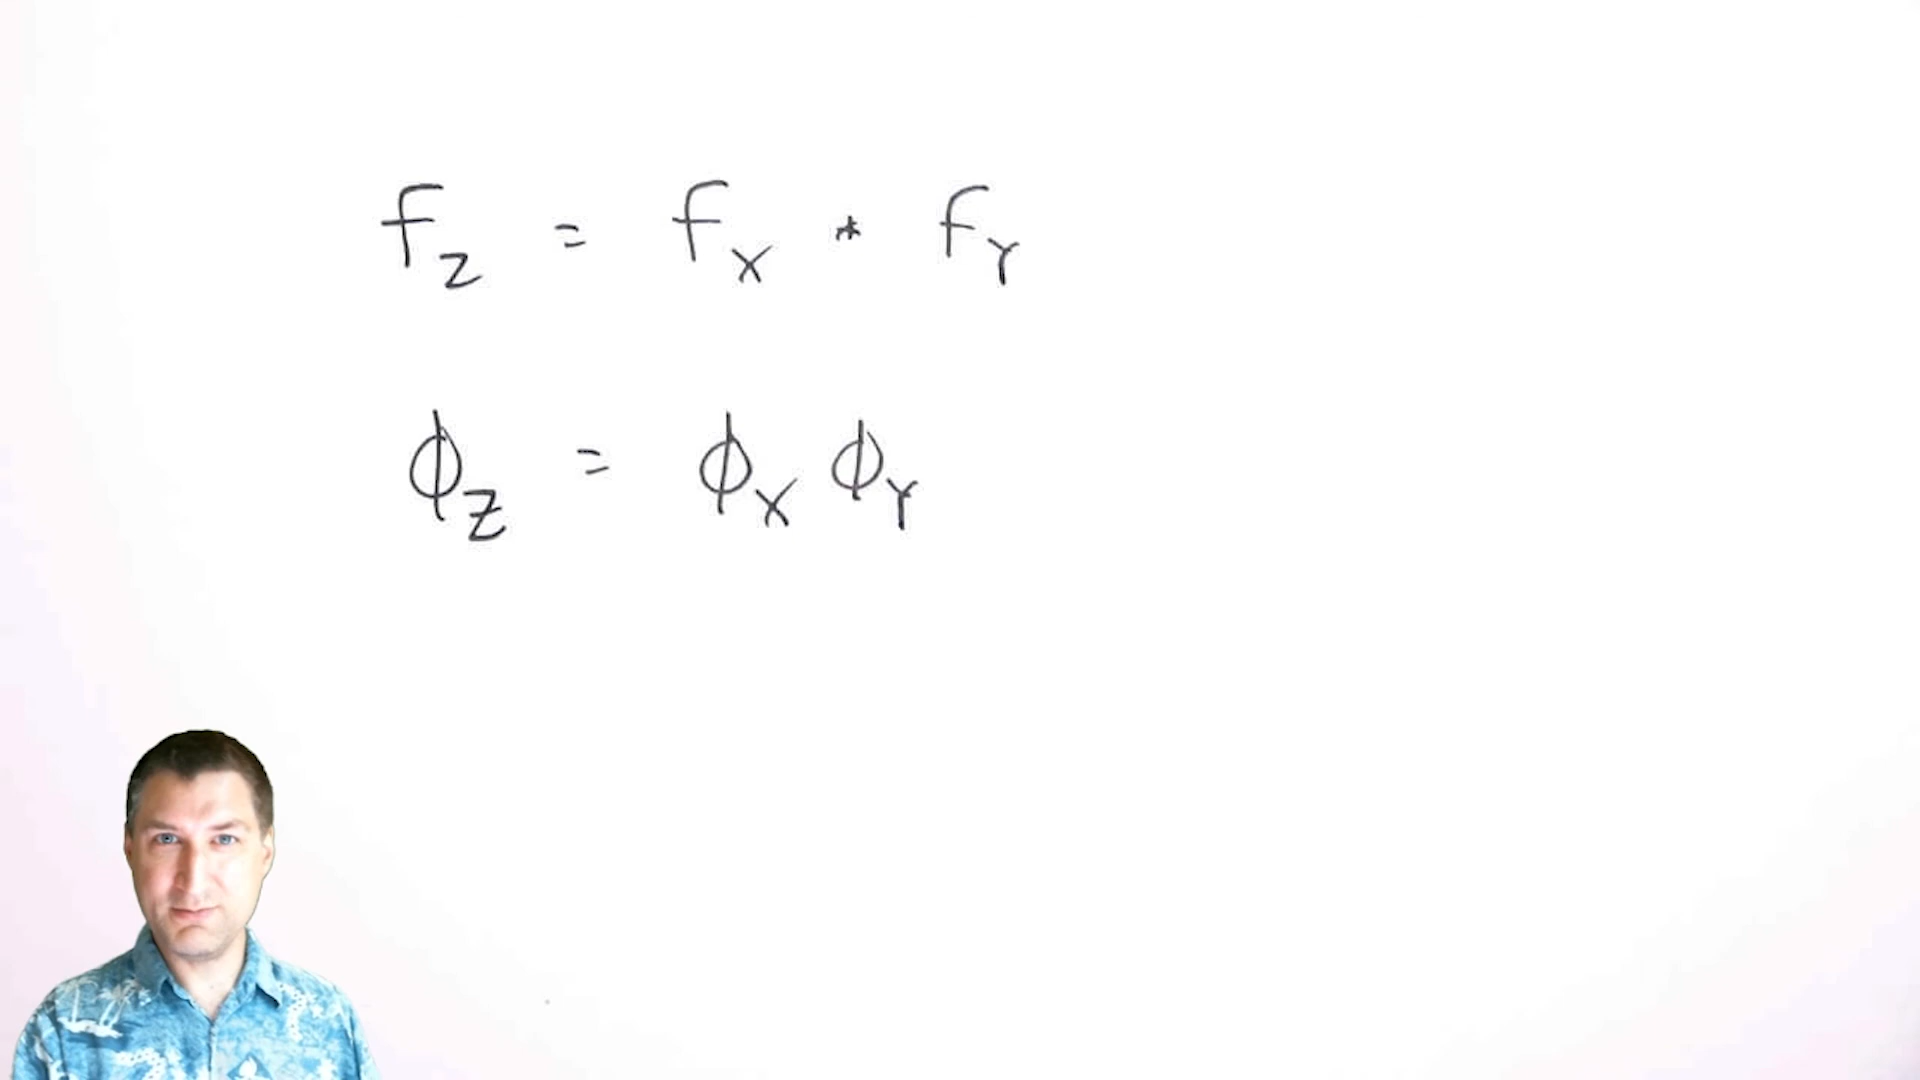 f_Z = f_X * f_Y
ϕ_Z = ϕ_X ϕ_Y